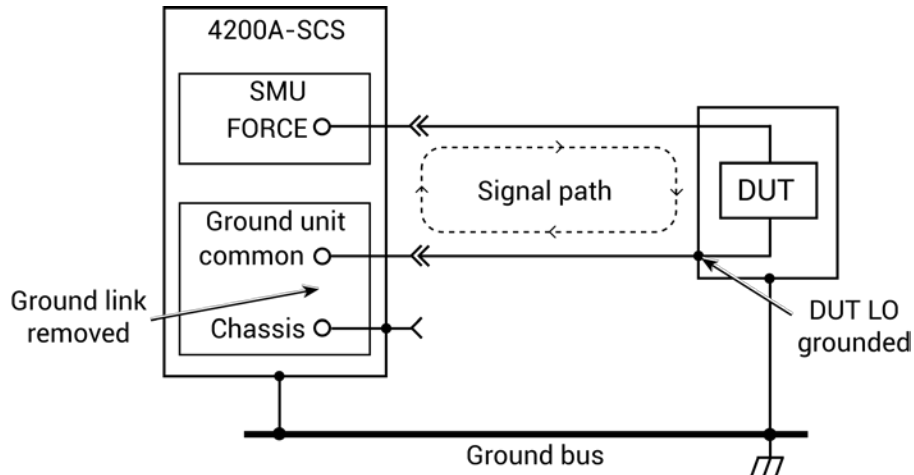 4200A-SCS
SMU
FORCE
Signal path
DUT
Ground unit
common
Ground link
removed
Chassis
DUT LO
grounded
Ground bus